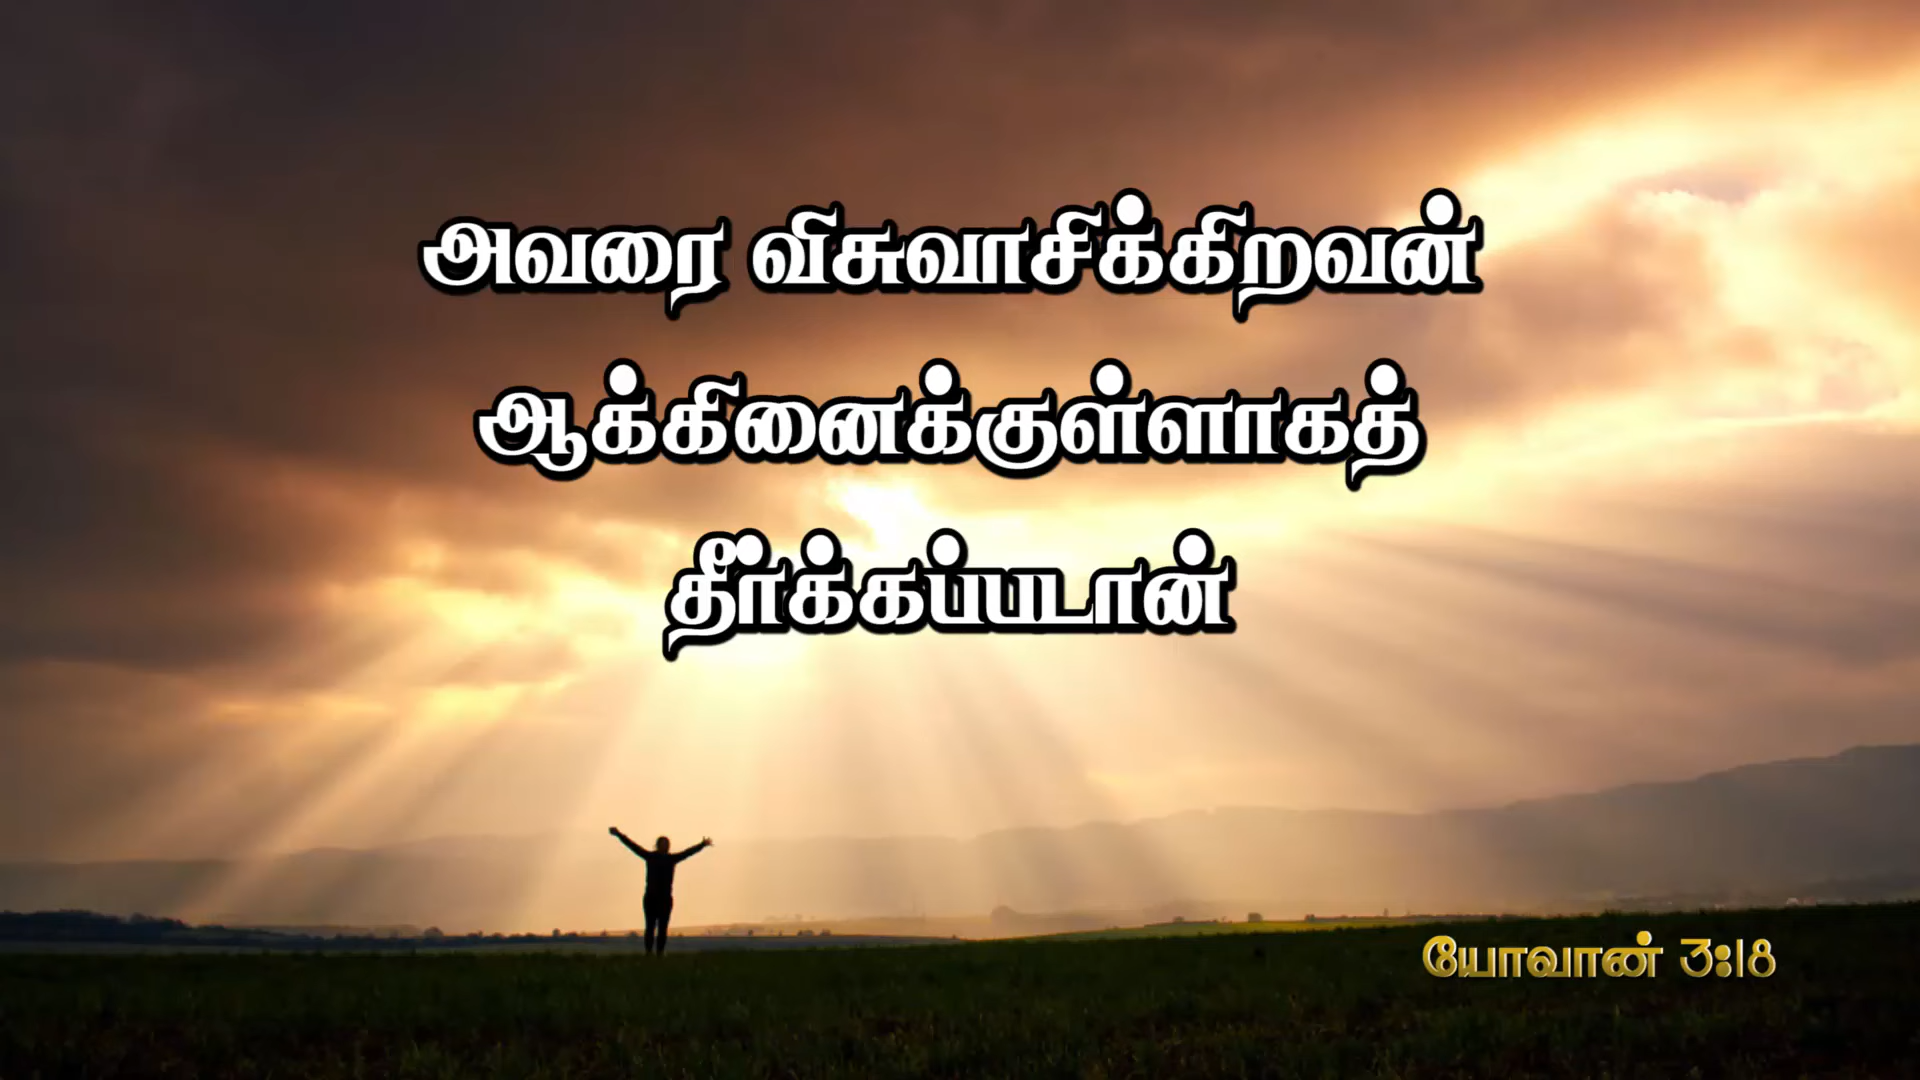 அவரை விசுவாசிக்கிறவன்
ஆக்கினைக்குள்ளாகத்
தீர்க்கப்படான்
யோவான் 3:18